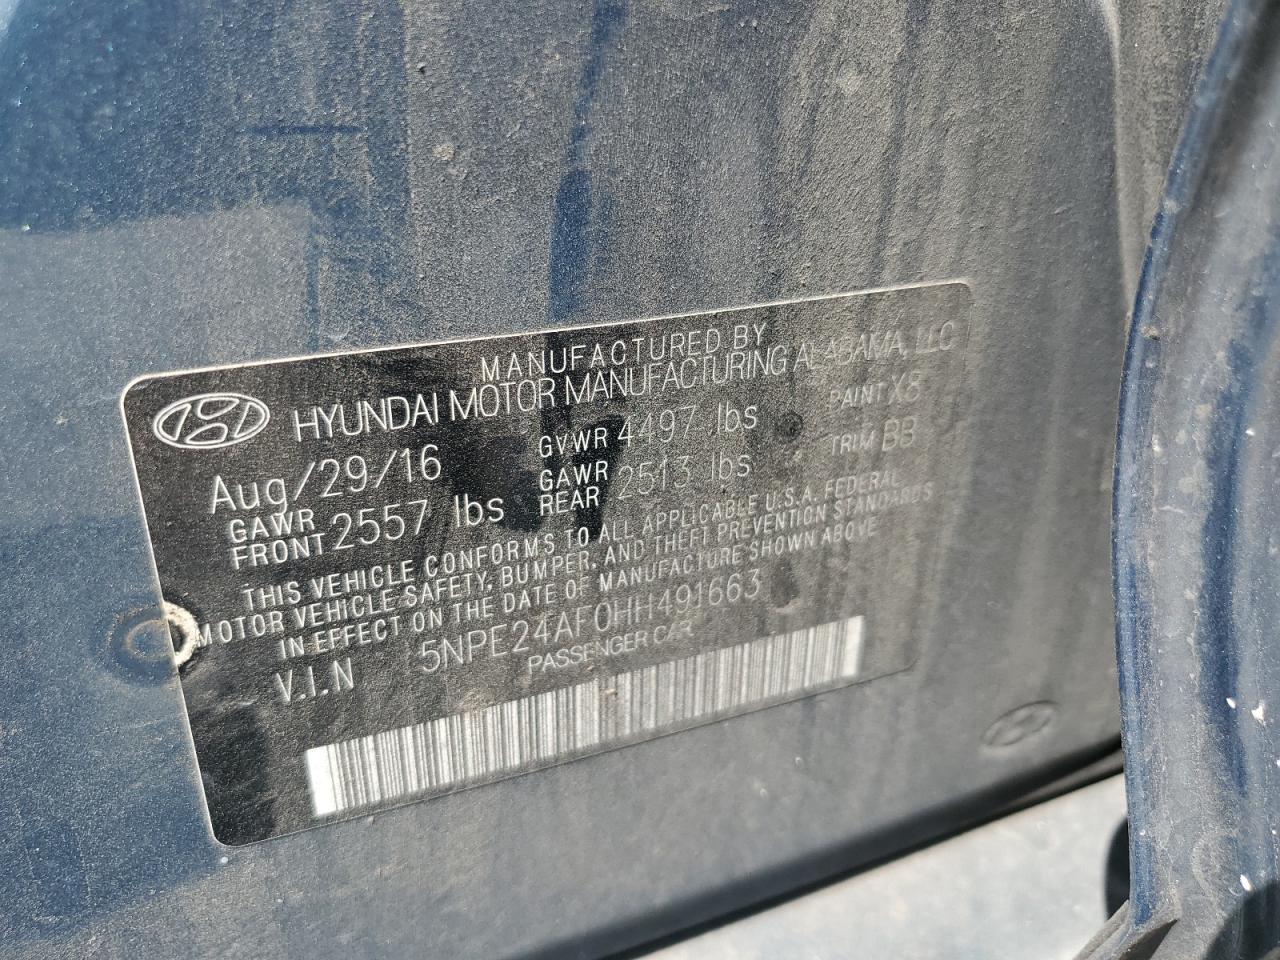 MANUFACTURED BY
HYUNDAI MOTOR MANUFACTURING ALABAMA, LLC
Aug/29/16 GVWR 4497 lbs PAINT X8
GAWR FRONT 2557 lbs GAWR REAR 2513 lbs TRIM BB
THIS VEHICLE CONFORMS TO ALL APPLICABLE U.S.A. FEDERAL
MOTOR VEHICLE SAFETY, BUMPER, AND THEFT PREVENTION STANDARDS
IN EFFECT ON THE DATE OF MANUFACTURE SHOWN ABOVE
V.I.N 5NPE24AF0HH491663
PASSENGER CAR